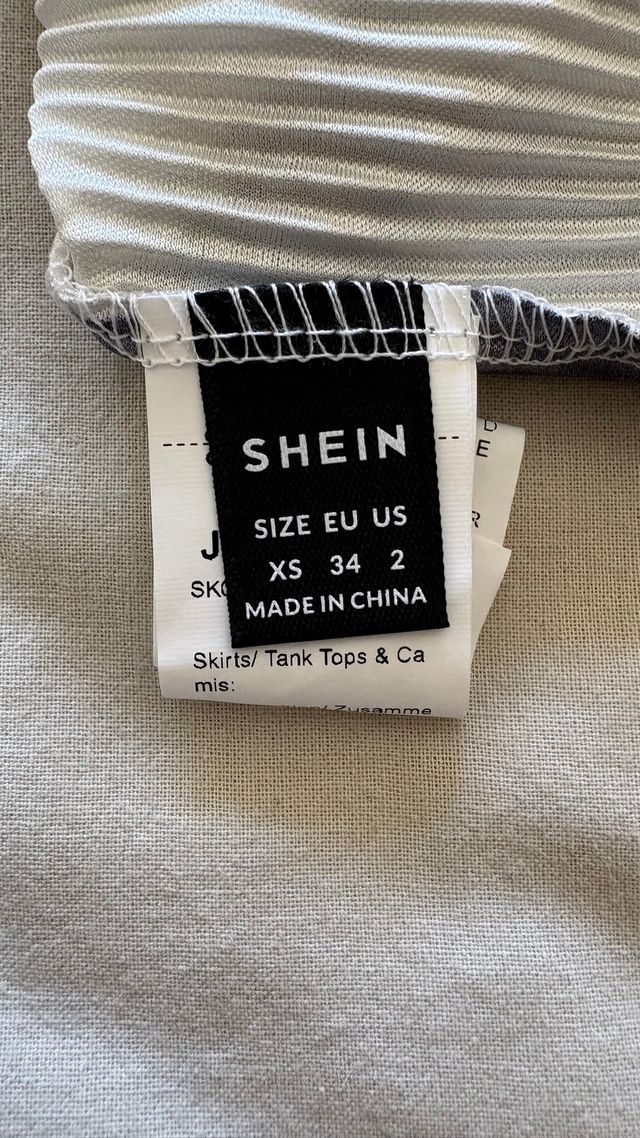 SHEIN
SIZE EU US
XS 34 2
MADE IN CHINA
Skirts/ Tank Tops & Ca
mis: